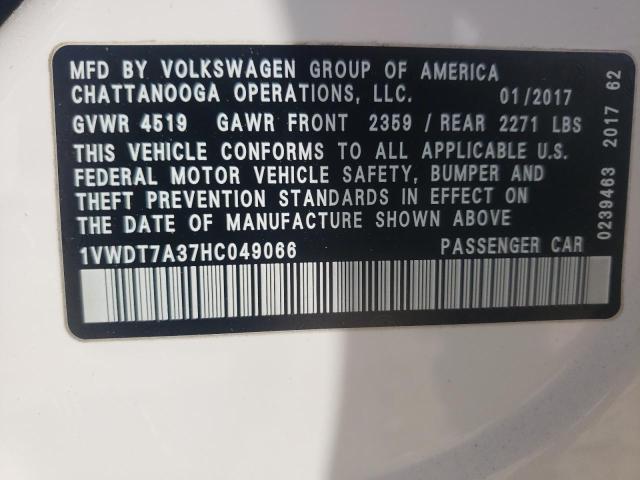 MFD BY VOLKSWAGEN GROUP OF AMERICA
CHATTANOOGA OPERATIONS, LLC. 01/2017
GVWR 4519 GAWR FRONT 2359 / REAR 2271 LBS
THIS VEHICLE CONFORMS TO ALL APPLICABLE U.S.
FEDERAL MOTOR VEHICLE SAFETY, BUMPER AND
THEFT PREVENTION STANDARDS IN EFFECT ON
THE DATE OF MANUFACTURE SHOWN ABOVE
1VWDT7A37HC049066 PASSENGER CAR
0239463 2017 62